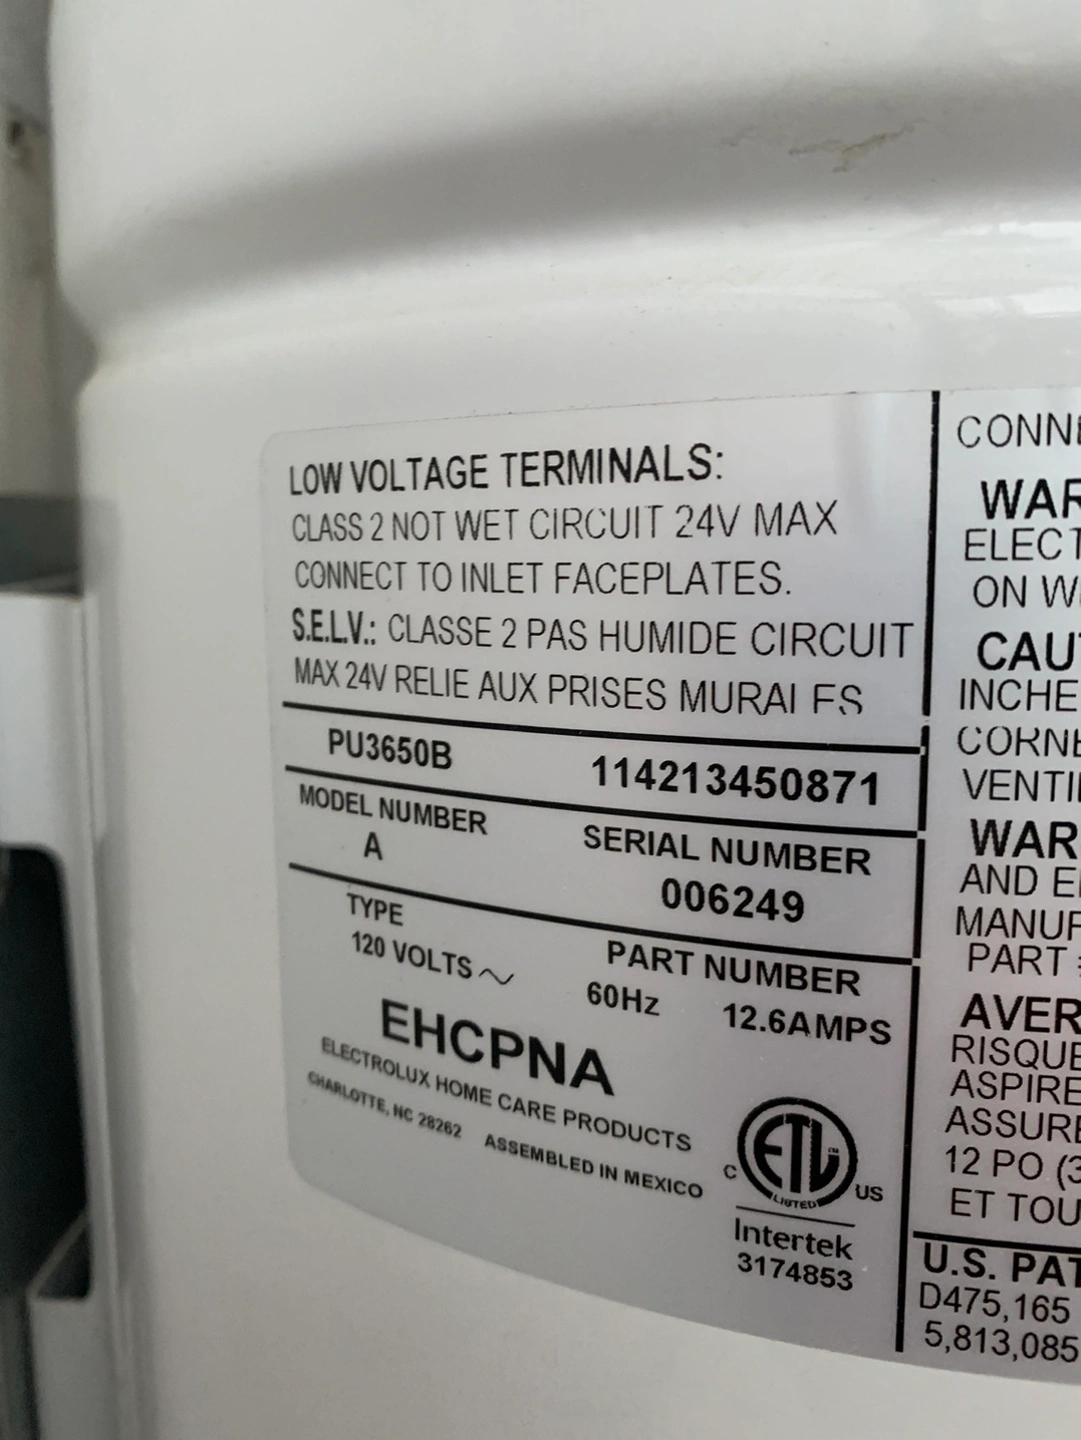 LOW VOLTAGE TERMINALS:
CLASS 2 NOT WET CIRCUIT 24V MAX
CONNECT TO INLET FACEPLATES.
S.E.L.V.: CLASSE 2 PAS HUMIDE CIRCUIT
MAX 24V RELIE AUX PRISES MURALES
PU3650B 114213450871
MODEL NUMBER SERIAL NUMBER
A 006249
TYPE PART NUMBER
120 VOLTS ~ 60Hz 12.6AMPS
EHCPNA
ELECTROLUX HOME CARE PRODUCTS
CHARLOTTE, NC 28262 ASSEMBLED IN MEXICO
C ETL US
LISTED
Intertek
3174853
CONNE
WAR
ELECT
ON WI
CAUT
INCHE
CORNE
VENTI
WAR
AND E
MANUF
PART
AVER
RISQUE
ASPIRE
ASSURE
12 PO (3
ET TOU
U.S. PAT
D475,165
5,813,085